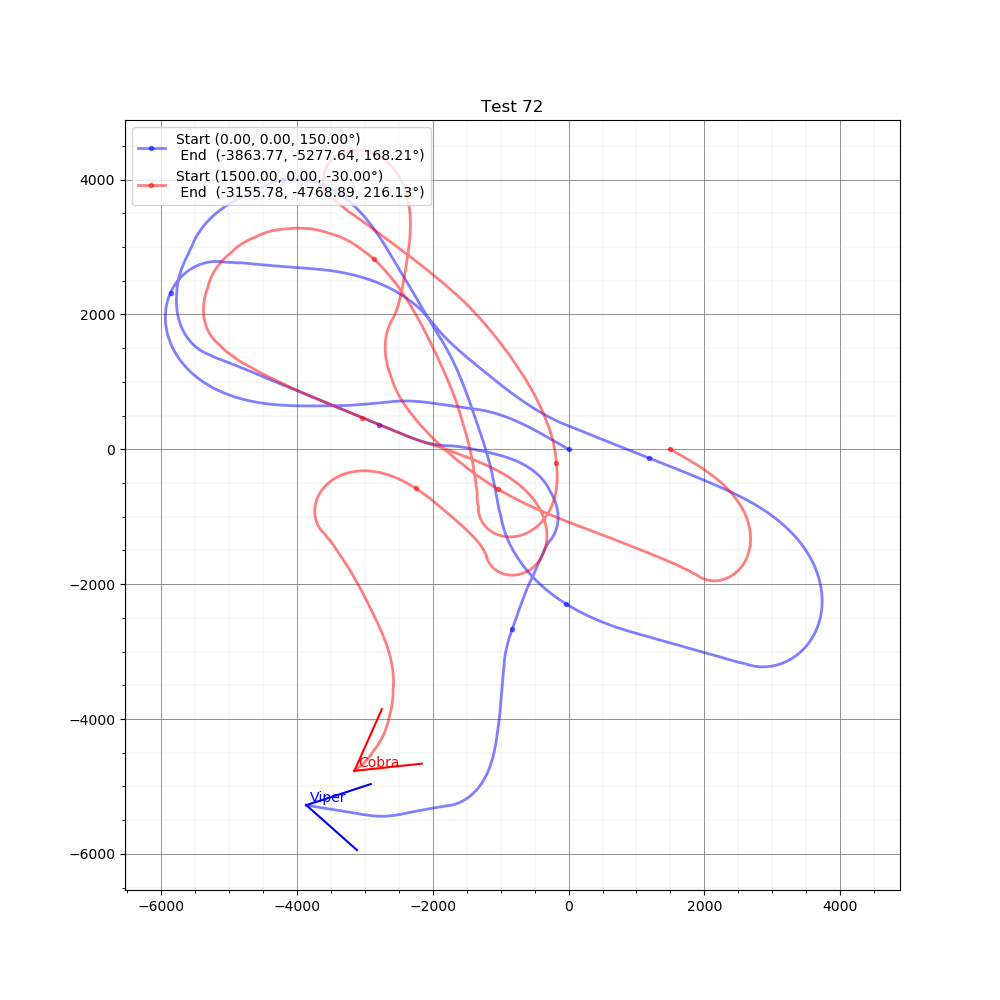 Test 72
Start (0.00, 0.00, 150.00°)
End (-3863.77, -5277.64, 168.21°)
Start (1500.00, 0.00, -30.00°)
End (-3155.78, -4768.89, 216.13°)
4000
2000
0
−2000
−4000
−6000
Cobra
Viper
−6000
−4000
−2000
0
2000
4000